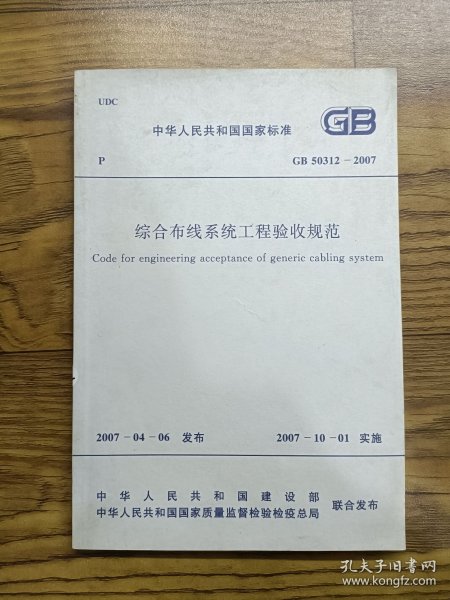 UDC
中华人民共和国国家标准
GB
P
GB 50312－2007
综合布线系统工程验收规范
Code for engineering acceptance of generic cabling system
2007－04－06 发布
2007－10－01 实施
中华人民共和国建设部
中华人民共和国国家质量监督检验检疫总局
联合发布
孔夫子旧书网
www.kongfz.com